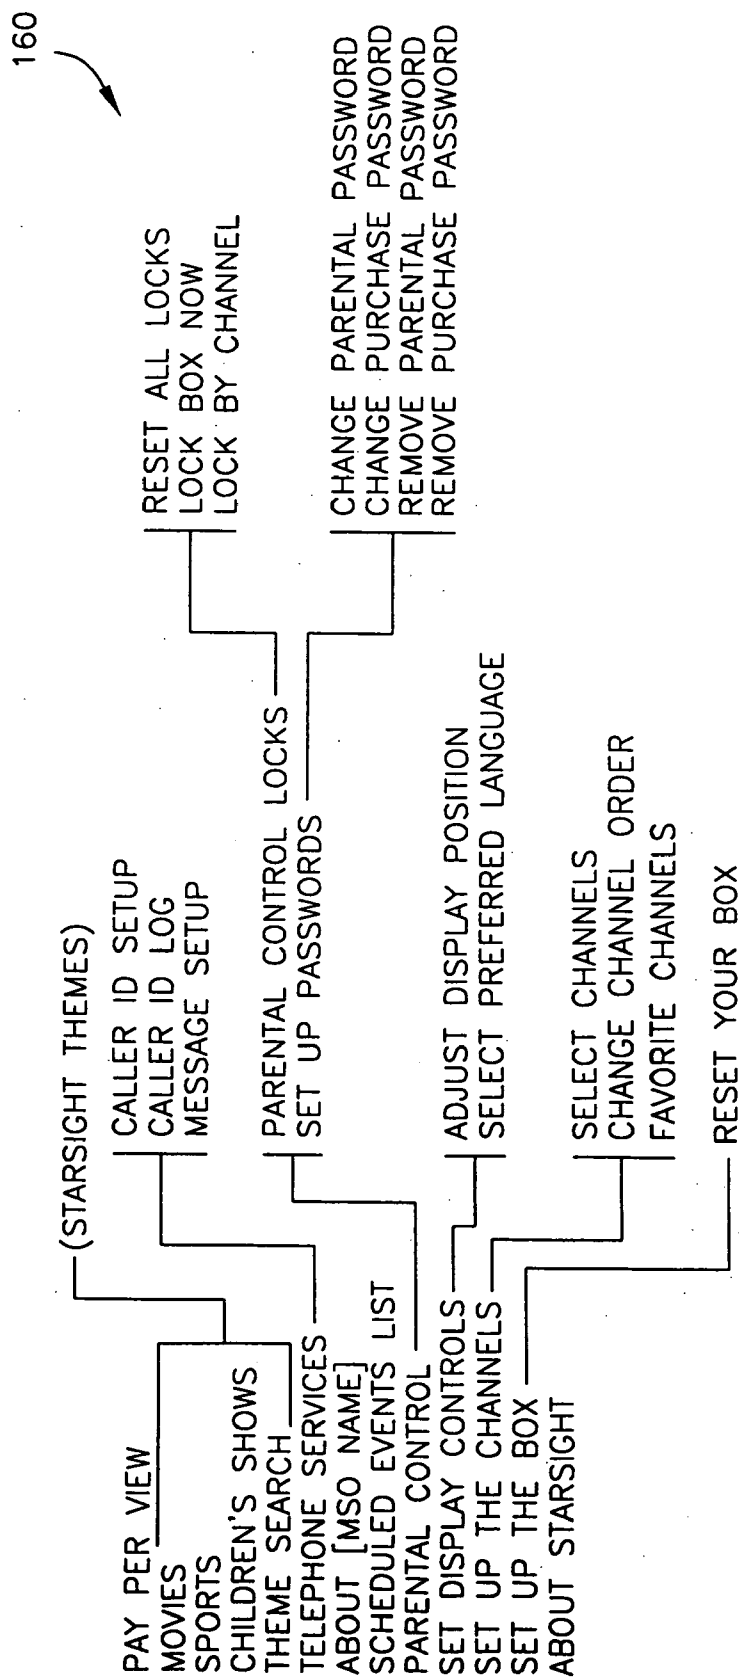 160
PAY PER VIEW
MOVIES
SPORTS
CHILDREN'S SHOWS
THEME SEARCH
TELEPHONE SERVICES
ABOUT [MSO NAME]
SCHEDULED EVENTS LIST
PARENTAL CONTROL
SET DISPLAY CONTROLS
SET UP THE CHANNELS
SET UP THE BOX
ABOUT STARSIGHT
(STARSIGHT THEMES)
CALLER ID SETUP
CALLER ID LOG
MESSAGE SETUP
PARENTAL CONTROL LOCKS
SET UP PASSWORDS
ADJUST DISPLAY POSITION
SELECT PREFERRED LANGUAGE
SELECT CHANNELS
CHANGE CHANNEL ORDER
FAVORITE CHANNELS
RESET YOUR BOX
RESET ALL LOCKS
LOCK BOX NOW
LOCK BY CHANNEL
CHANGE PARENTAL PASSWORD
CHANGE PURCHASE PASSWORD
REMOVE PARENTAL PASSWORD
REMOVE PURCHASE PASSWORD